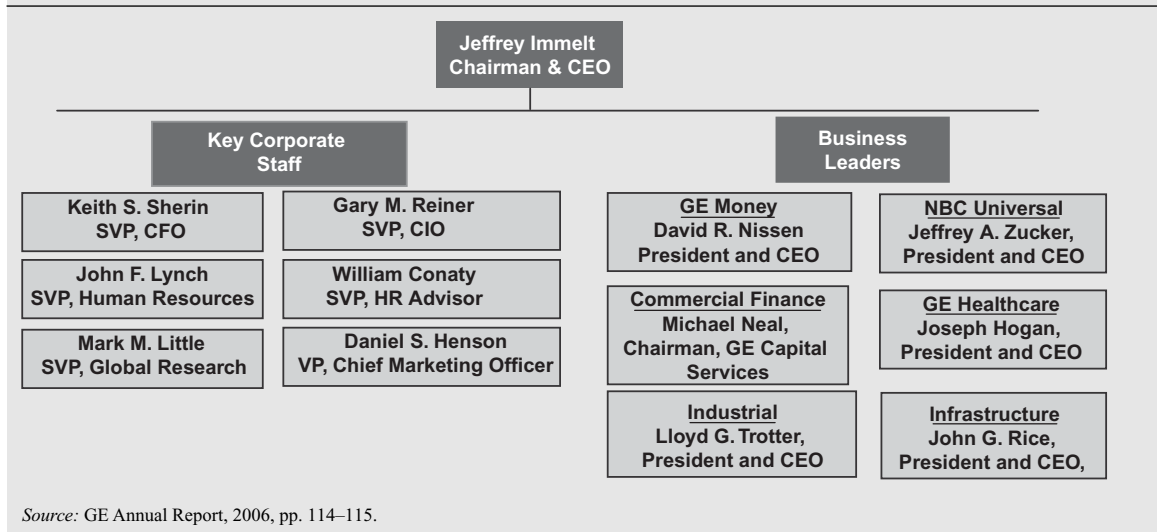 Jeffrey Immelt
Chairman & CEO
Key Corporate
Staff
Keith S. Sherin
SVP, CFO
Gary M. Reiner
SVP, CIO
John F. Lynch
SVP, Human Resources
William Conaty
SVP, HR Advisor
Mark M. Little
SVP, Global Research
Daniel S. Henson
VP, Chief Marketing Officer
Business
Leaders
GE Money
David R. Nissen
President and CEO
NBC Universal
Jeffrey A. Zucker,
President and CEO
Commercial Finance
Michael Neal,
Chairman, GE Capital
Services
GE Healthcare
Joseph Hogan,
President and CEO
Industrial
Lloyd G. Trotter,
President and CEO
Infrastructure
John G. Rice,
President and CEO,
Source: GE Annual Report, 2006, pp. 114–115.